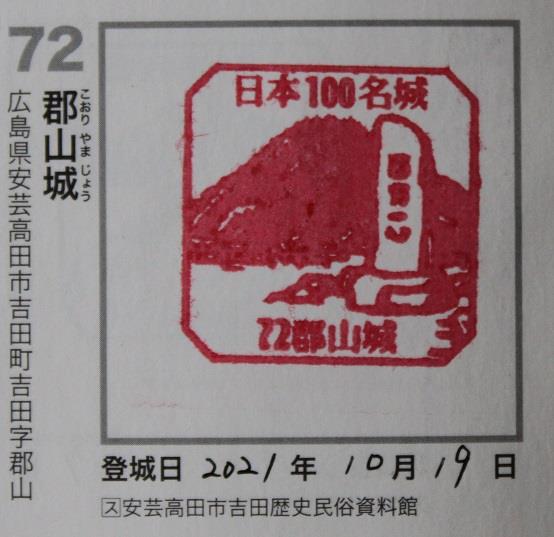 72
郡山城
こおり やま じょう
広島県安芸高田市吉田町吉田字郡山
日本100名城
72郡山城
登城日 2021年 10月 19日
ス安芸高田市吉田歴史民俗資料館